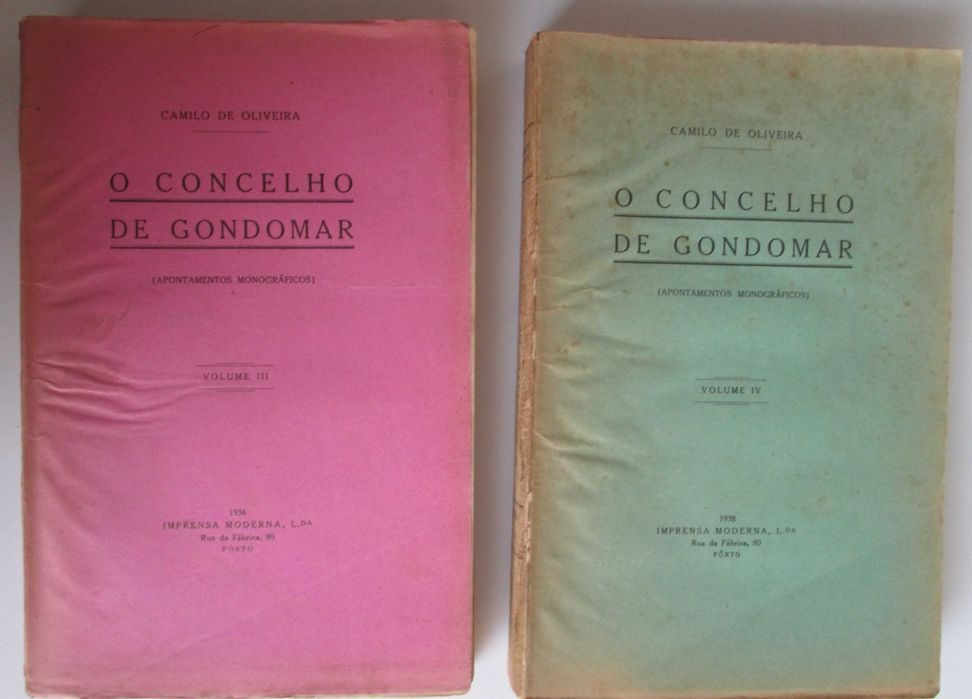 CAMILO DE OLIVEIRA
O CONCELHO
DE GONDOMAR
(APONTAMENTOS MONOGRÁFICOS)
VOLUME III
1936
IMPRENSA MODERNA, L.DA
Rua da Fábrica, 80
PÔRTO
CAMILO DE OLIVEIRA
O CONCELHO
DE GONDOMAR
(APONTAMENTOS MONOGRÁFICOS)
VOLUME IV
1938
IMPRENSA MODERNA, L.DA
Rua da Fábrica, 80
PÔRTO